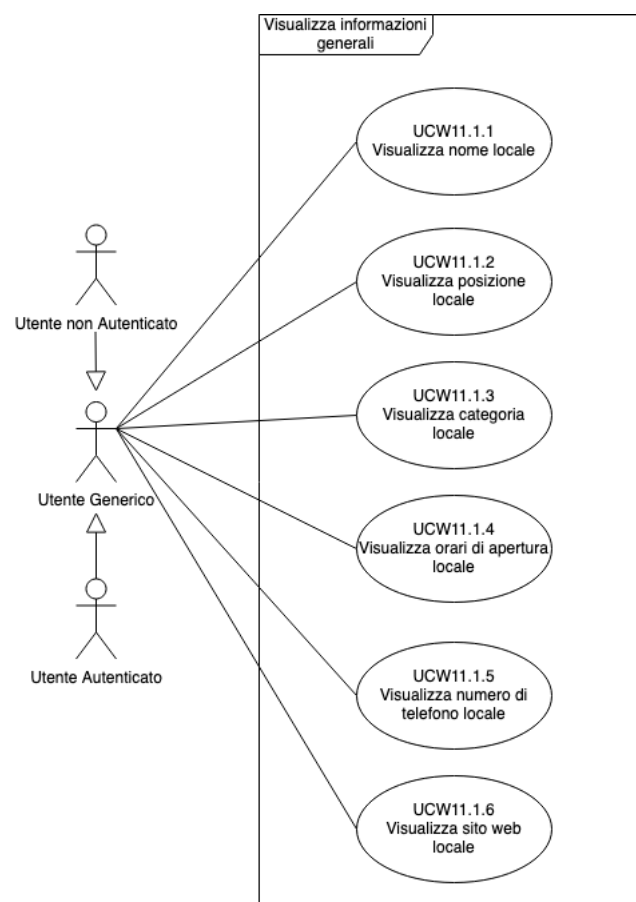 Visualizza informazioni
generali
UCW11.1.1
Visualizza nome locale
UCW11.1.2
Visualizza posizione
locale
Utente non Autenticato
UCW11.1.3
Visualizza categoria
locale
Utente Generico
UCW11.1.4
Visualizza orari di apertura
locale
Utente Autenticato
UCW11.1.5
Visualizza numero di
telefono locale
UCW11.1.6
Visualizza sito web
locale